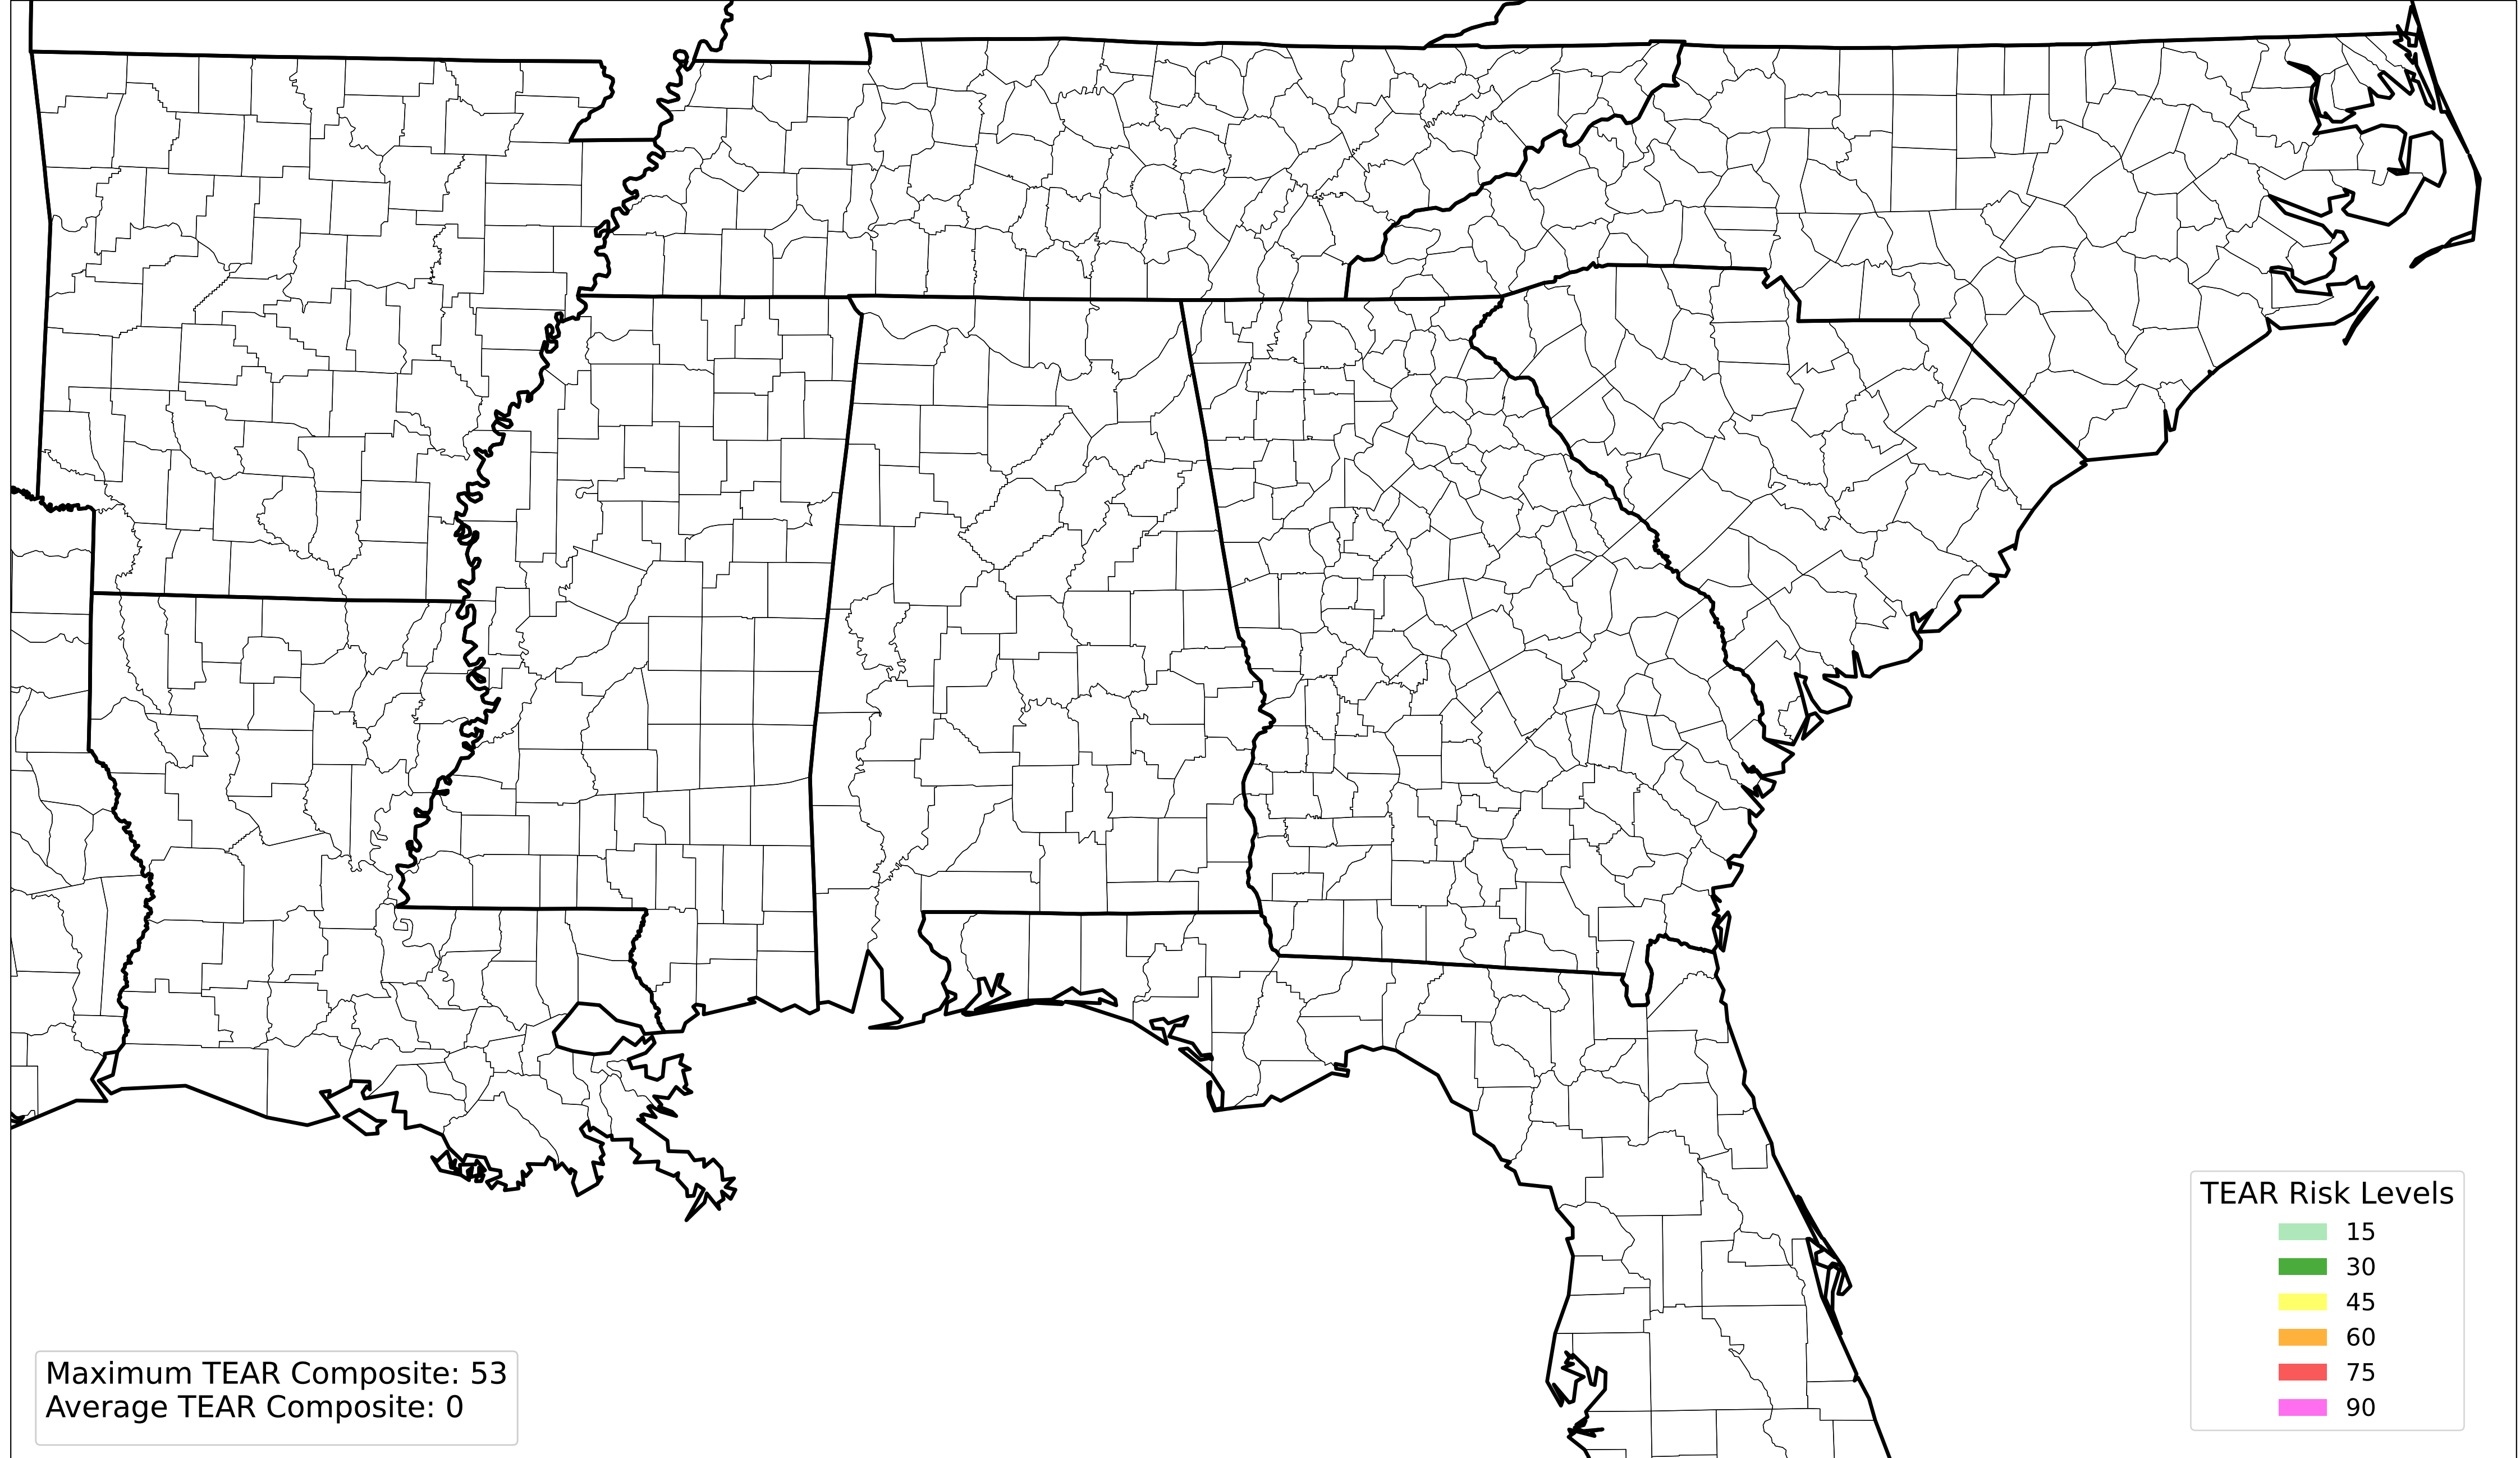 TEAR Risk Levels
15
30
45
60
75
90
Maximum TEAR Composite: 53
Average TEAR Composite: 0